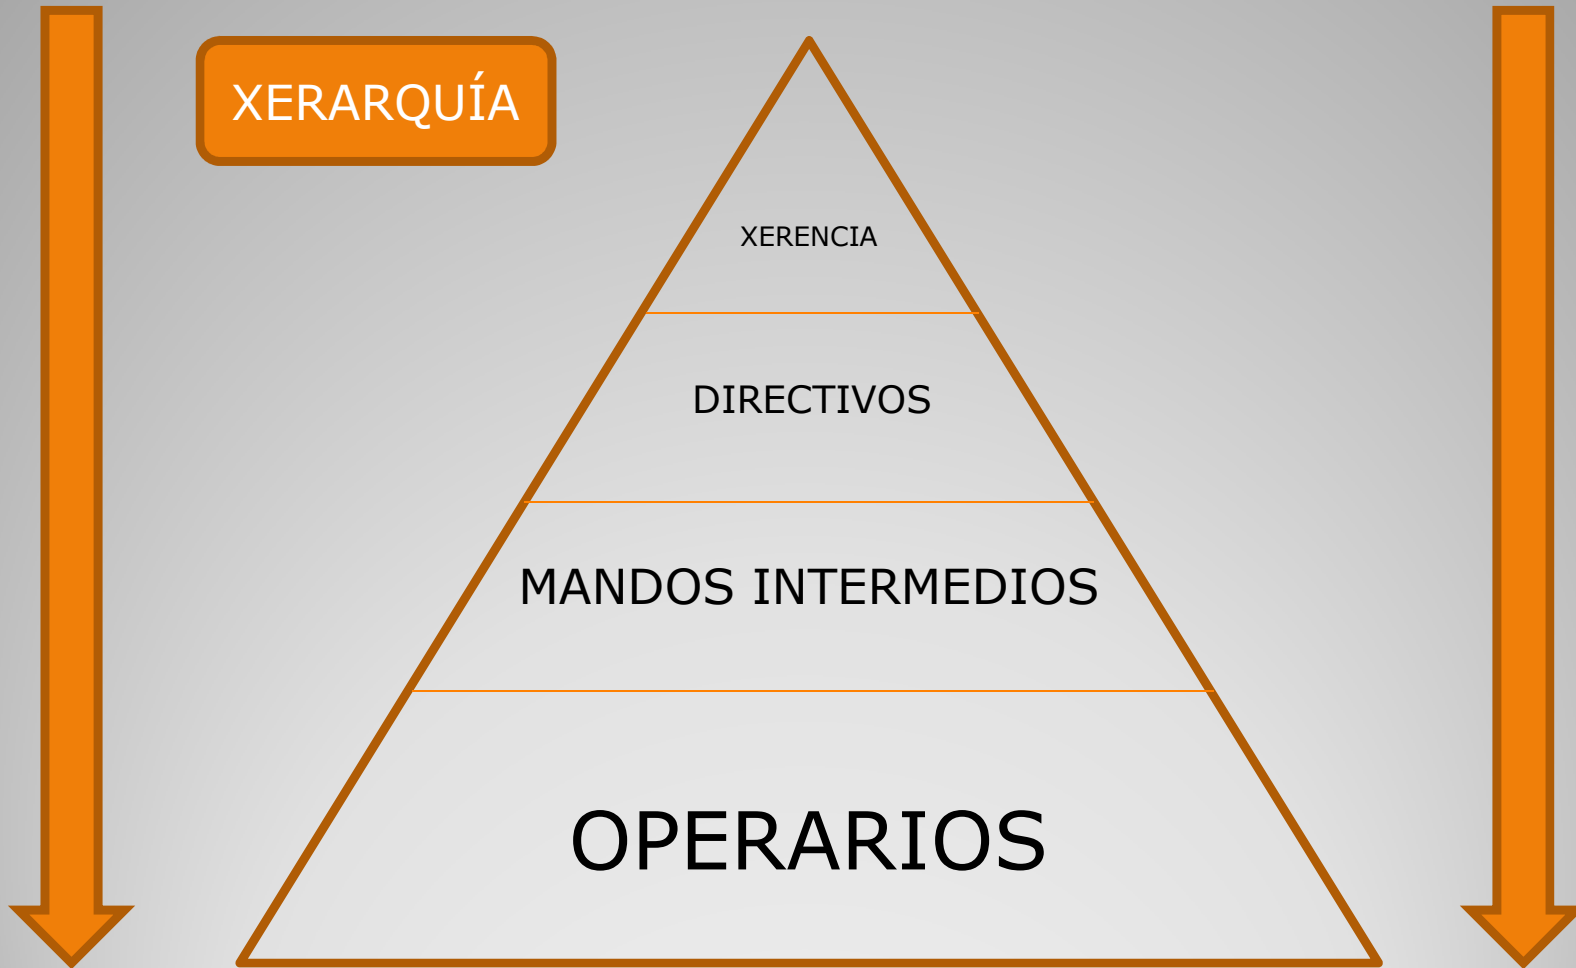 XERARQUÍA
XERENCIA
DIRECTIVOS
MANDOS INTERMEDIOS
OPERARIOS